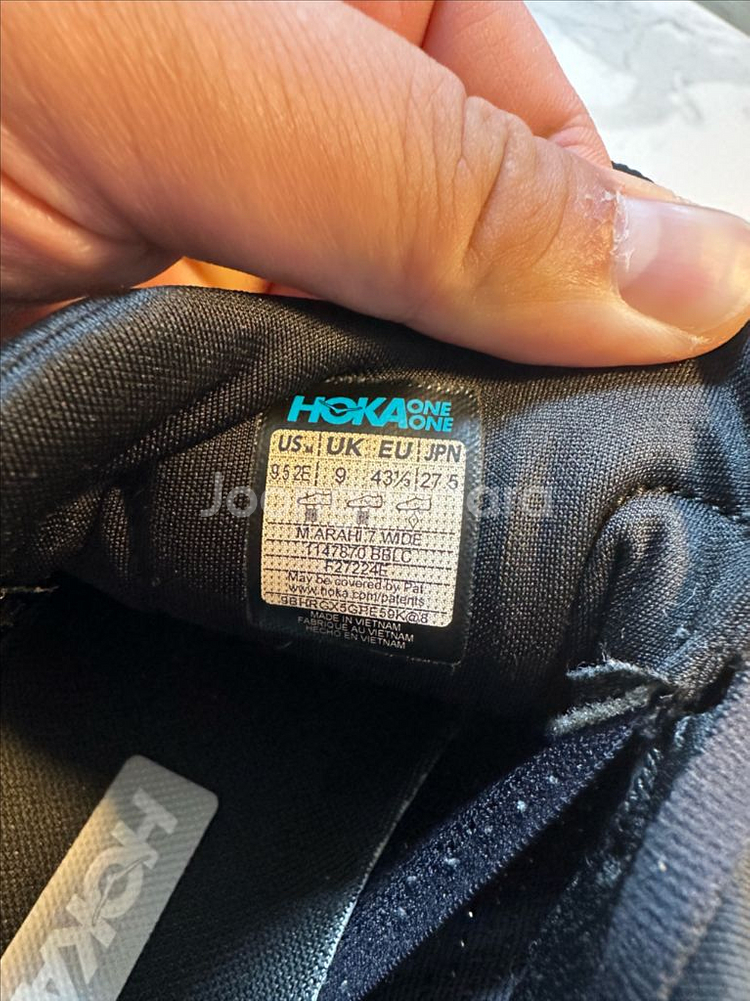 HOKA ONE ONE
US M UK EU JPN
9.5 2E 9 43⅓ 27.5
M ARAHI 7 WIDE
1147870 BBLC
F27224E
May be covered by Pat
www.hoka.com/patents
MADE IN VIETNAM
FABRIQUÉ AU VIETNAM
HECHO EN VIETNAM
HOKA